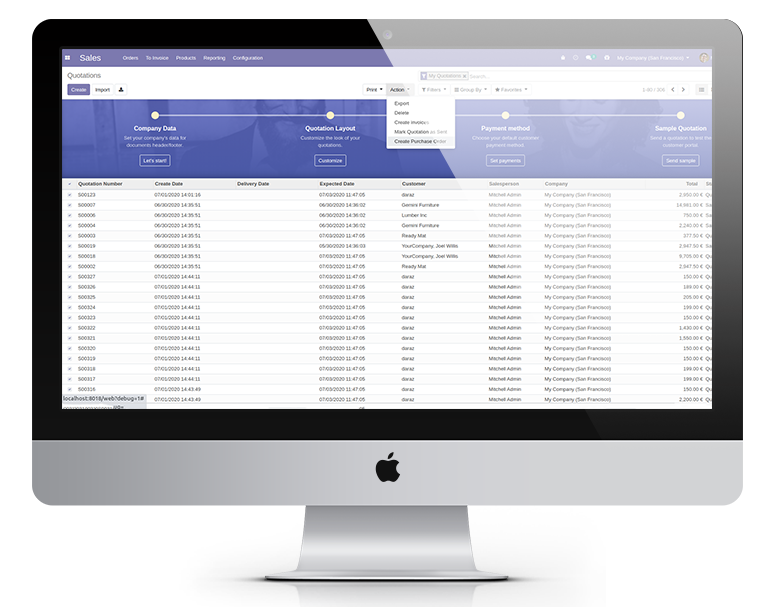 Sales Orders To Invoice Products Reporting Configuration My Company (San Francisco)
Quotations My Quotations Search...
Create Import Print Action Filters Group By Favorites
Export
Delete
Create invoices
Mark Quotation as Sent
Create Purchase Order
Company Data Quotation Layout Payment method Sample Quotation
Set your company's data for Customize the look of your Choose your default customer Send a quotation to test the
documents header/footer. quotations. payment method. customer portal.
Let's start! Customize Set payments Send sample
Quotation Number Create Date Delivery Date Expected Date Customer Salesperson Company Total
S00123 07/01/2020 14:01:16 07/03/2020 11:47:05 daraz Mitchell Admin My Company (San Francisco) 2,950.00 €
S00007 06/30/2020 14:35:51 06/30/2020 14:36:02 Gemini Furniture Mitchell Admin My Company (San Francisco) 14,981.00 €
S00006 06/30/2020 14:35:51 06/30/2020 14:36:02 Lumber Inc Mitchell Admin My Company (San Francisco) 750.00 €
S00004 06/30/2020 14:35:51 06/30/2020 14:36:02 Gemini Furniture Mitchell Admin My Company (San Francisco) 2,240.00 €
S00003 06/30/2020 14:35:51 07/03/2020 11:47:05 Ready Mat Mitchell Admin My Company (San Francisco) 377.50 €
S00019 06/30/2020 14:35:51 05/30/2020 14:36:03 YourCompany, Joel Willis Mitchell Admin My Company (San Francisco) 2,947.50 €
S00018 06/30/2020 14:35:51 07/03/2020 11:47:05 YourCompany, Joel Willis Mitchell Admin My Company (San Francisco) 9,705.00 €
S00002 06/30/2020 14:35:51 07/03/2020 11:47:05 Ready Mat Mitchell Admin My Company (San Francisco) 2,947.50 €
S00327 07/01/2020 14:44:11 07/03/2020 11:47:05 daraz Mitchell Admin My Company (San Francisco) 150.00 €
S00326 07/01/2020 14:44:11 07/03/2020 11:47:05 daraz Mitchell Admin My Company (San Francisco) 189.00 €
S00325 07/01/2020 14:44:11 07/03/2020 11:47:05 daraz Mitchell Admin My Company (San Francisco) 205.00 €
S00324 07/01/2020 14:44:11 07/03/2020 11:47:05 daraz Mitchell Admin My Company (San Francisco) 199.00 €
S00323 07/01/2020 14:44:11 07/03/2020 11:47:05 daraz Mitchell Admin My Company (San Francisco) 150.00 €
S00322 07/01/2020 14:44:11 07/03/2020 11:47:05 daraz Mitchell Admin My Company (San Francisco) 1,430.00 €
S00321 07/01/2020 14:44:11 07/03/2020 11:47:05 daraz Mitchell Admin My Company (San Francisco) 1,550.00 €
S00320 07/01/2020 14:44:11 07/03/2020 11:47:05 daraz Mitchell Admin My Company (San Francisco) 150.00 €
S00319 07/01/2020 14:44:11 07/03/2020 11:47:05 daraz Mitchell Admin My Company (San Francisco) 150.00 €
S00318 07/01/2020 14:44:11 07/03/2020 11:47:05 daraz Mitchell Admin My Company (San Francisco) 199.00 €
S00317 07/01/2020 14:44:11 07/03/2020 11:47:05 daraz Mitchell Admin My Company (San Francisco) 199.00 €
S00316 07/01/2020 14:43:49 07/03/2020 11:47:05 daraz Mitchell Admin My Company (San Francisco) 150.00 €
localhost:8018/web?debug=1# 07/01/2020 14:43:49 07/03/2020 11:47:05 daraz Mitchell Admin My Company (San Francisco) 2,200.00 €